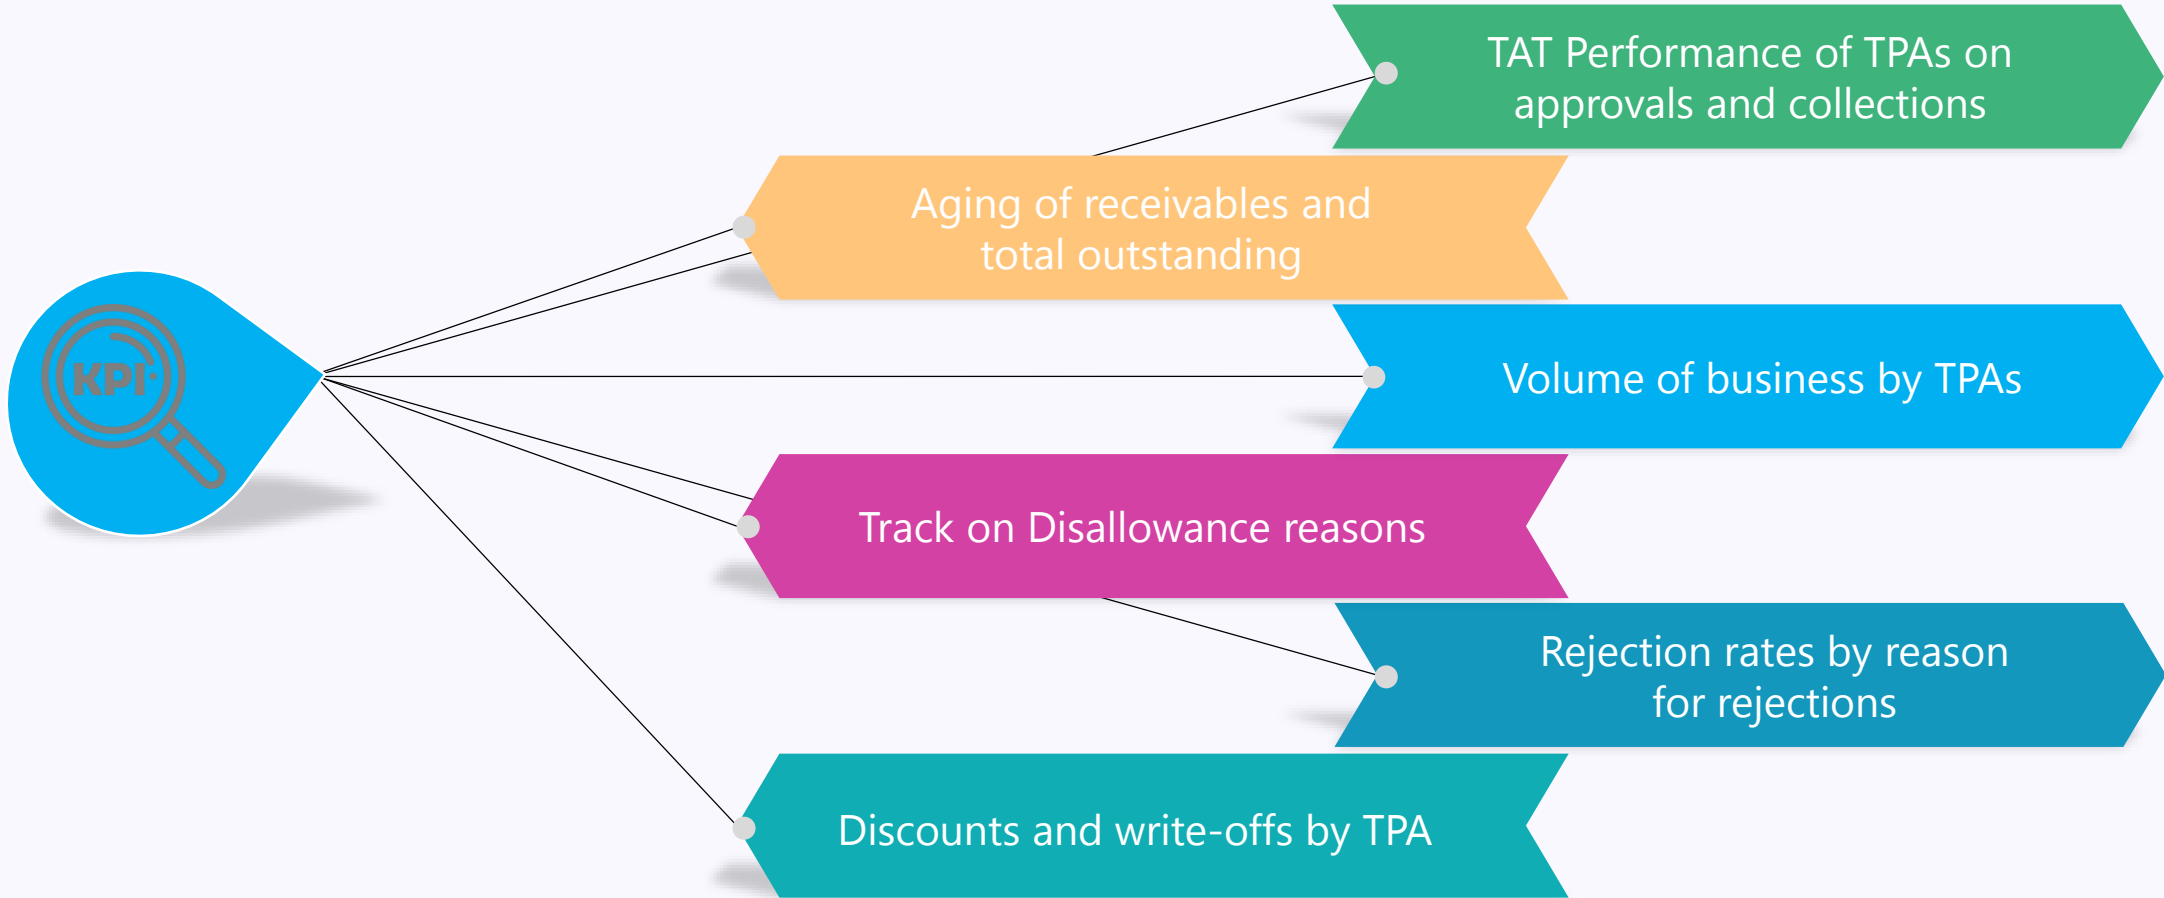 TAT Performance of TPAs on
approvals and collections
Aging of receivables and
total outstanding
KPI
Volume of business by TPAs
Track on Disallowance reasons
Rejection rates by reason
for rejections
Discounts and write-offs by TPA